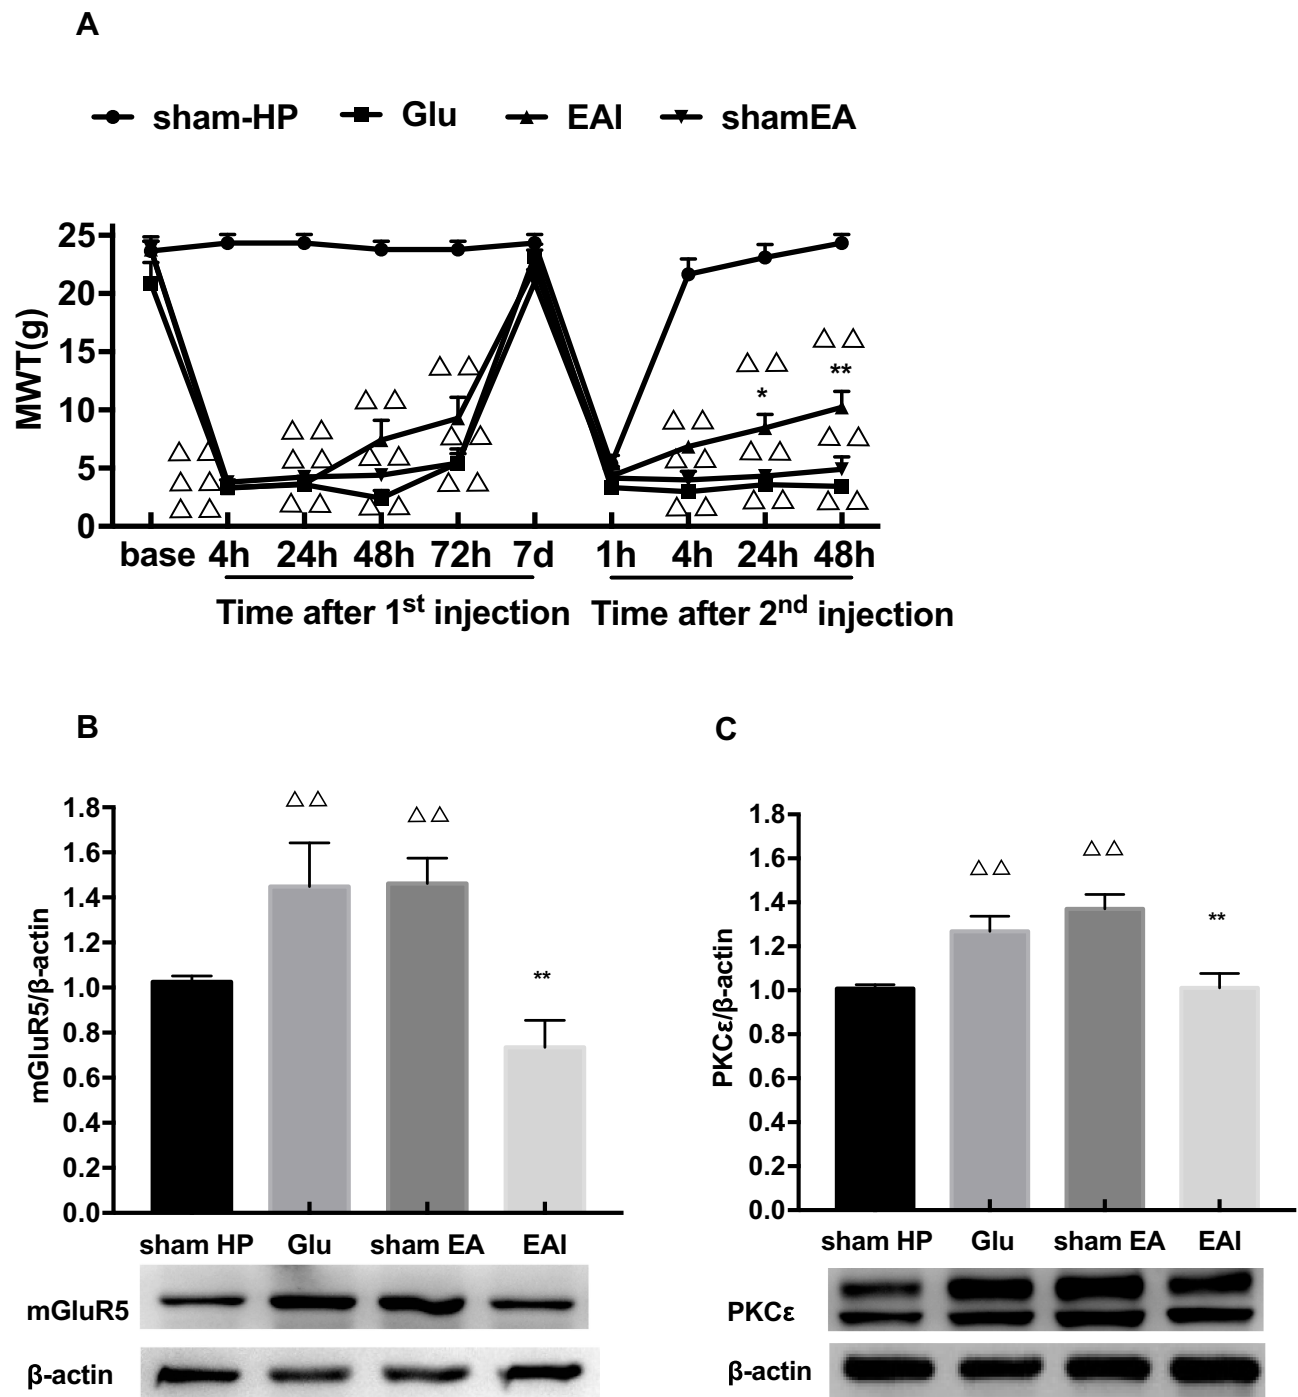 A
sham-HP Glu EAI shamEA
MWT(g)
25
20
15
10
5
0
△△ △△ △△ △△ △△
△△ △△ △△ △△ △△
* **
△△ △△ △△ △△ △△ △△
△△ △△ △△ △△ △△ △△ △△
base 4h 24h 48h 72h 7d 1h 4h 24h 48h
Time after 1st injection Time after 2nd injection
B
mGluR5/β-actin
1.8
1.6
1.4
1.2
1.0
0.8
0.6
0.4
0.2
0.0
△△ △△
**
sham HP Glu sham EA EAI
mGluR5
β-actin
C
PKCε/β-actin
1.8
1.6
1.4
1.2
1.0
0.8
0.6
0.4
0.2
0.0
△△ △△
**
sham HP Glu sham EA EAI
PKCε
β-actin